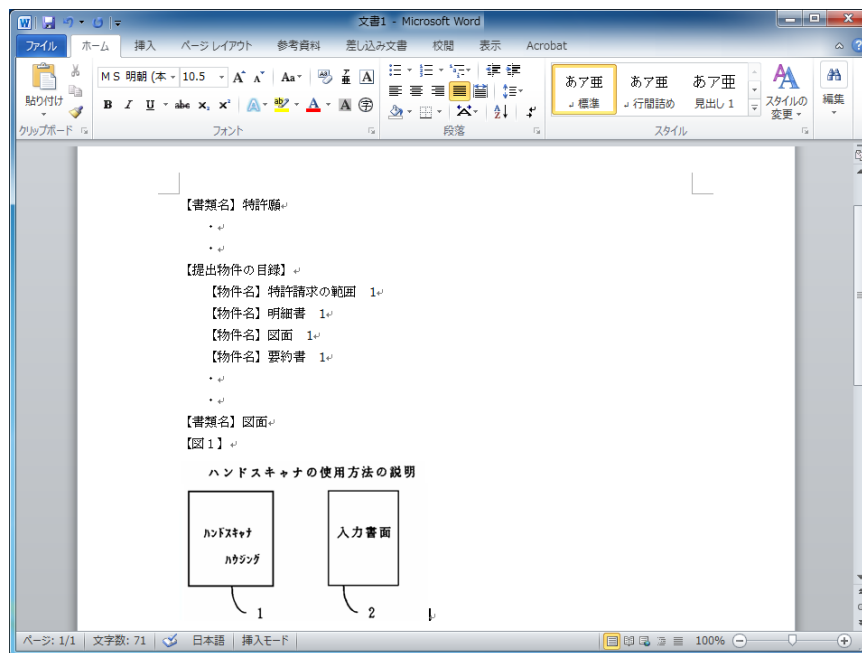 文書1 - Microsoft Word
ファイル ホーム 挿入 ページ レイアウト 参考資料 差し込み文書 校閲 表示 Acrobat
MS 明朝 (本 10.5 A A Aa ア亜 A
貼り付け
B I U abc x₂ x² A ab A A 字
あア亜 あア亜 あア亜
標準 行間詰め 見出し 1
スタイルの
変更
編集
クリップボード フォント 段落 スタイル
【書類名】特許願
・
・
【提出物件の目録】
【物件名】特許請求の範囲 1
【物件名】明細書 1
【物件名】図面 1
【物件名】要約書 1
・
・
【書類名】図面
【図1】
ハンドスキャナの使用方法の説明
ハンドスキャナ
ハウジング
入力書面
1 2
ページ: 1/1 文字数: 71 日本語 挿入モード 100%